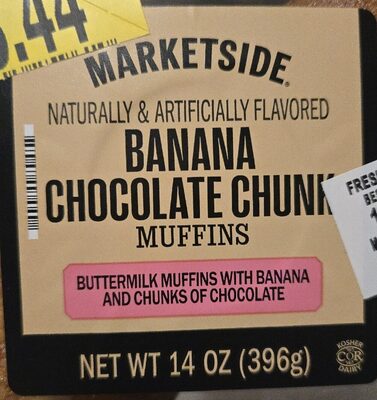 .44
MARKETSIDE®
NATURALLY & ARTIFICIALLY FLAVORED
BANANA
CHOCOLATE CHUNK
MUFFINS
BUTTERMILK MUFFINS WITH BANANA
AND CHUNKS OF CHOCOLATE
NET WT 14 OZ (396g)
KOSHER
COR
DAIRY
FRES
BE